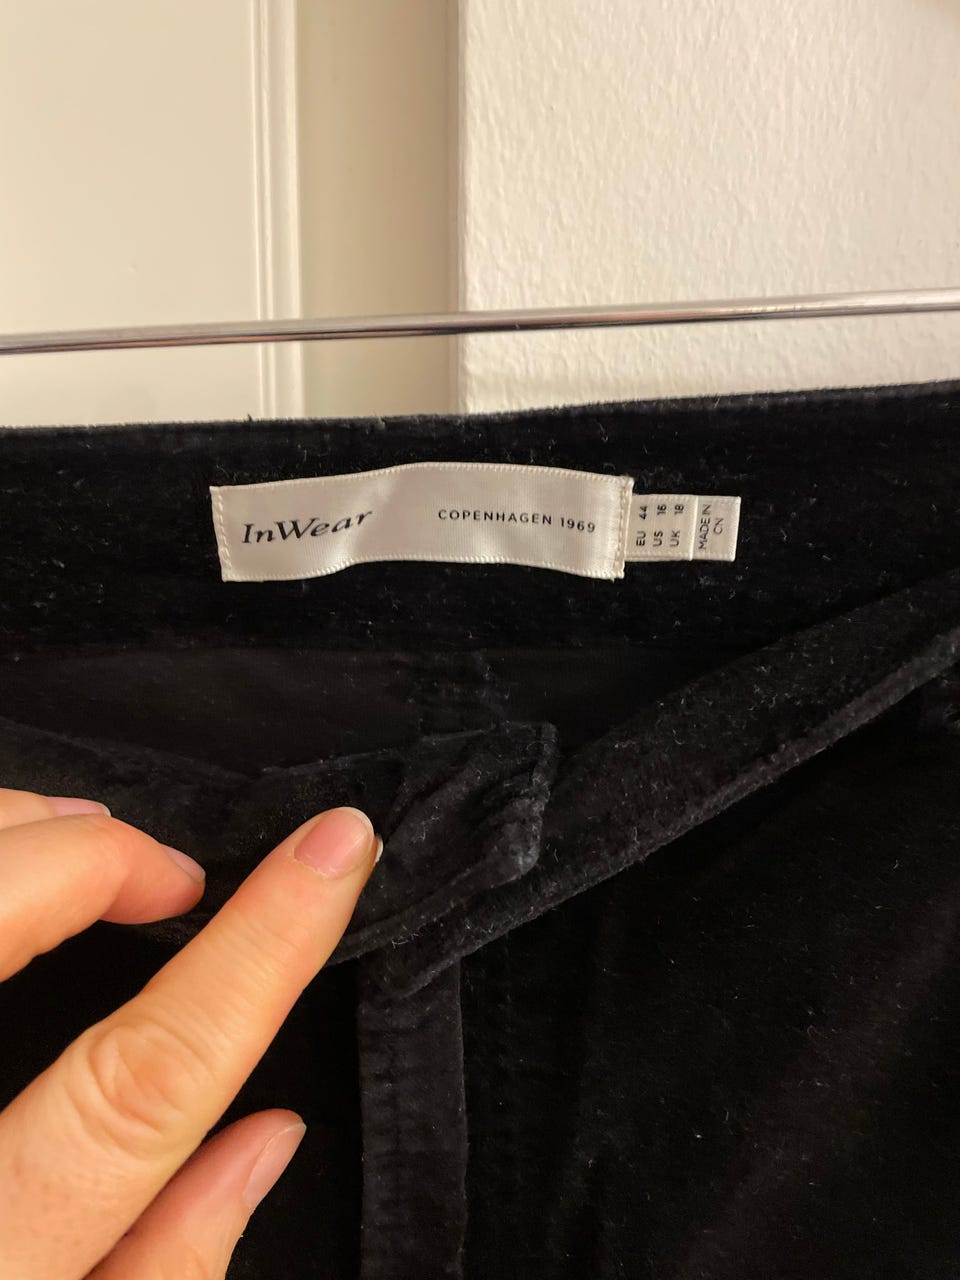 InWear
COPENHAGEN 1969
EU 44
US 16
UK 18
MADE IN
CN